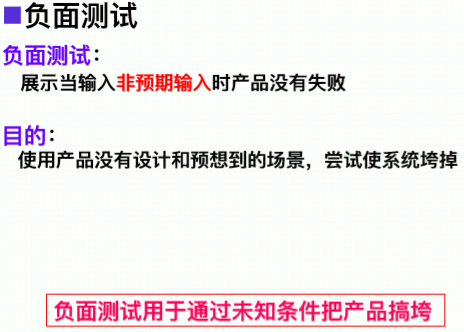 负面测试
负面测试：
展示当输入非预期输入时产品没有失败
目的：
使用产品没有设计和预想到的场景，尝试使系统垮掉
负面测试用于通过未知条件把产品搞垮